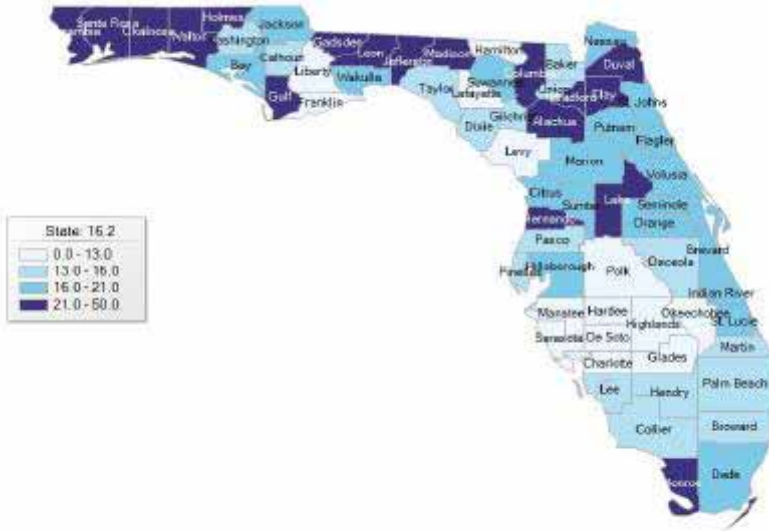 Santa Rosa
Okaloosa
Walton
Holmes
Jackson
Washington
Bay
Calhoun
Gulf
Liberty
Franklin
Gadsden
Leon
Wakulla
Jefferson
Madison
Taylor
Hamilton
Suwannee
Lafayette
Dixie
Columbia
Gilchrist
Levy
Baker
Union
Bradford
Alachua
Nassau
Duval
Clay
St. Johns
Putnam
Flagler
Marion
Volusia
Citrus
Sumter
Lake
Seminole
Hernando
Orange
Pasco
Pinellas
Hillsborough
Polk
Osceola
Brevard
Indian River
Manatee
Hardee
Highlands
Okeechobee
St. Lucie
Sarasota
De Soto
Martin
Charlotte
Glades
Lee
Hendry
Palm Beach
Collier
Broward
Monroe
Dade
State: 16.2
0.0 - 13.0
13.0 - 16.0
16.0 - 21.0
21.0 - 50.0